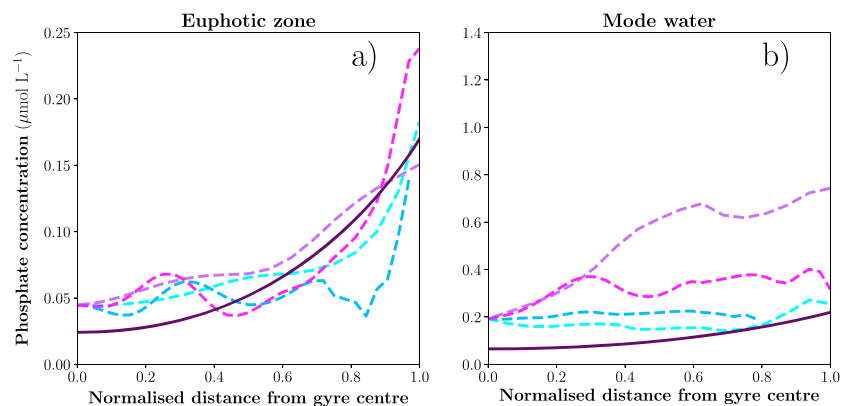 Euphotic zone
Mode water
a)
b)
Phosphate concentration (μmol L⁻¹)
0.25
0.20
0.15
0.10
0.05
0.00
1.4
1.2
1.0
0.8
0.6
0.4
0.2
0.0
0.0 0.2 0.4 0.6 0.8 1.0
0.0 0.2 0.4 0.6 0.8 1.0
Normalised distance from gyre centre
Normalised distance from gyre centre